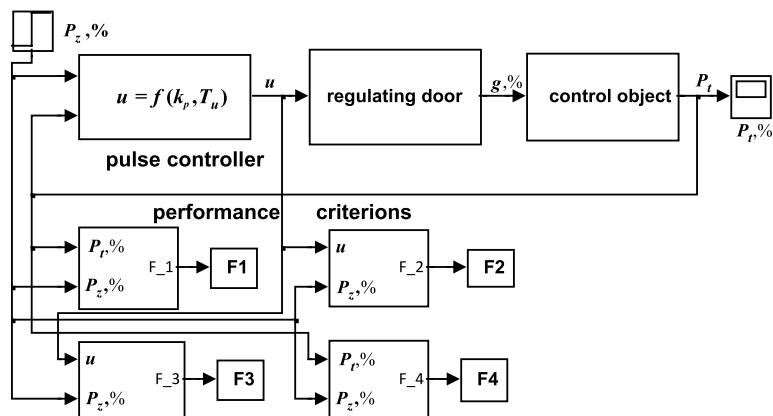 P_z,%
u = f(k_p,T_u)
u
regulating door
g,%
control object
P_t
P_t,%
pulse controller
performance criterions
P_t,%
P_z,%
F_1
F1
u
P_z,%
F_2
F2
u
P_z,%
F_3
F3
P_t,%
P_z,%
F_4
F4